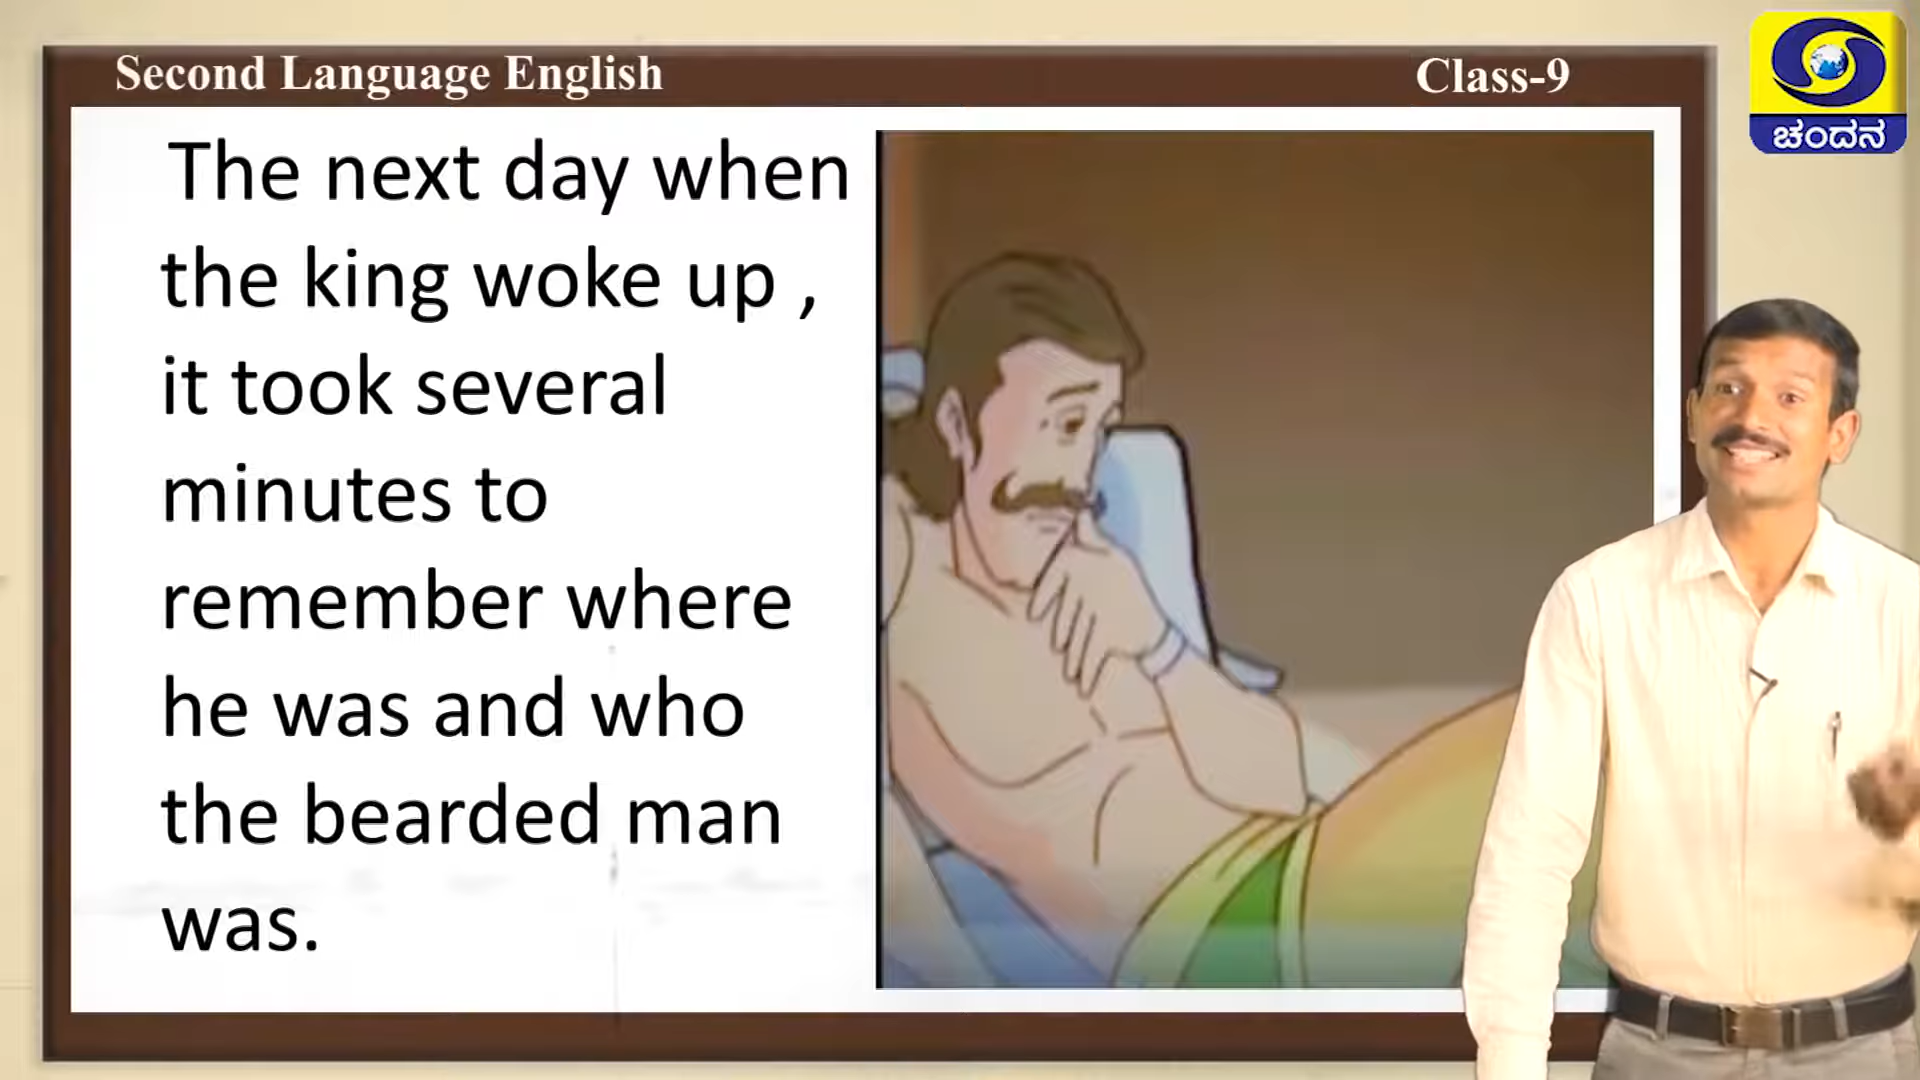 Second Language English
Class-9
ಚಂದನ
The next day when
the king woke up ,
it took several
minutes to
remember where
he was and who
the bearded man
was.